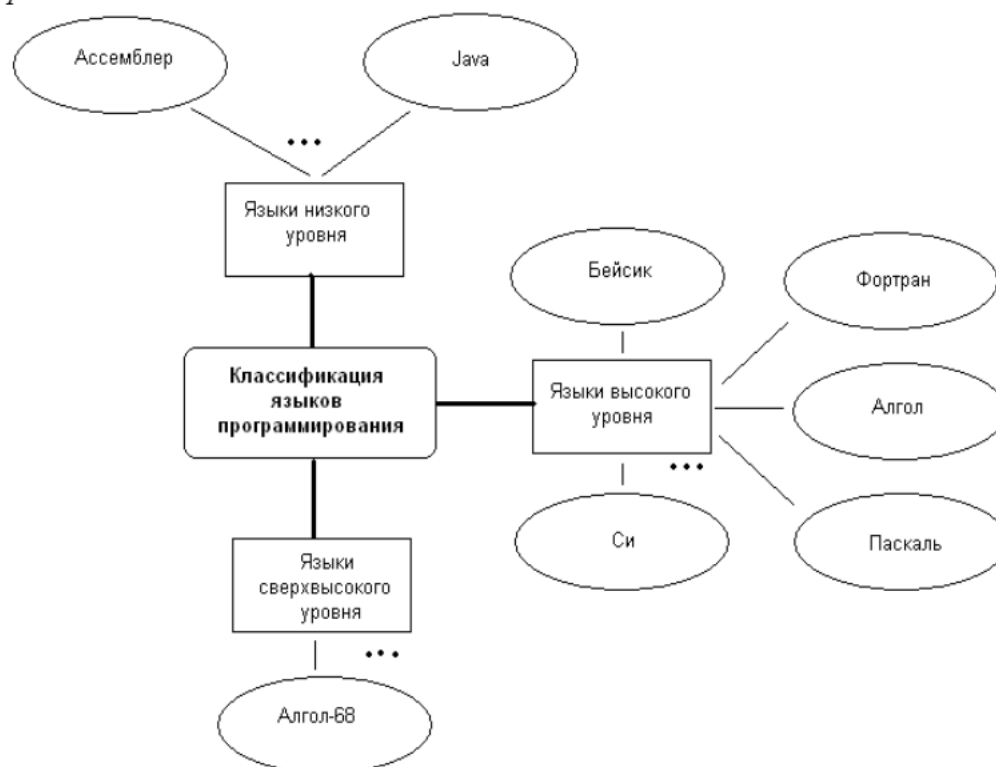 Ассемблер
Java
•••
Языки низкого
уровня
Бейсик
Фортран
Классификация
языков
программирования
Языки высокого
уровня
Алгол
•••
Си
Паскаль
Языки
сверхвысокого
уровня
•••
Алгол-68